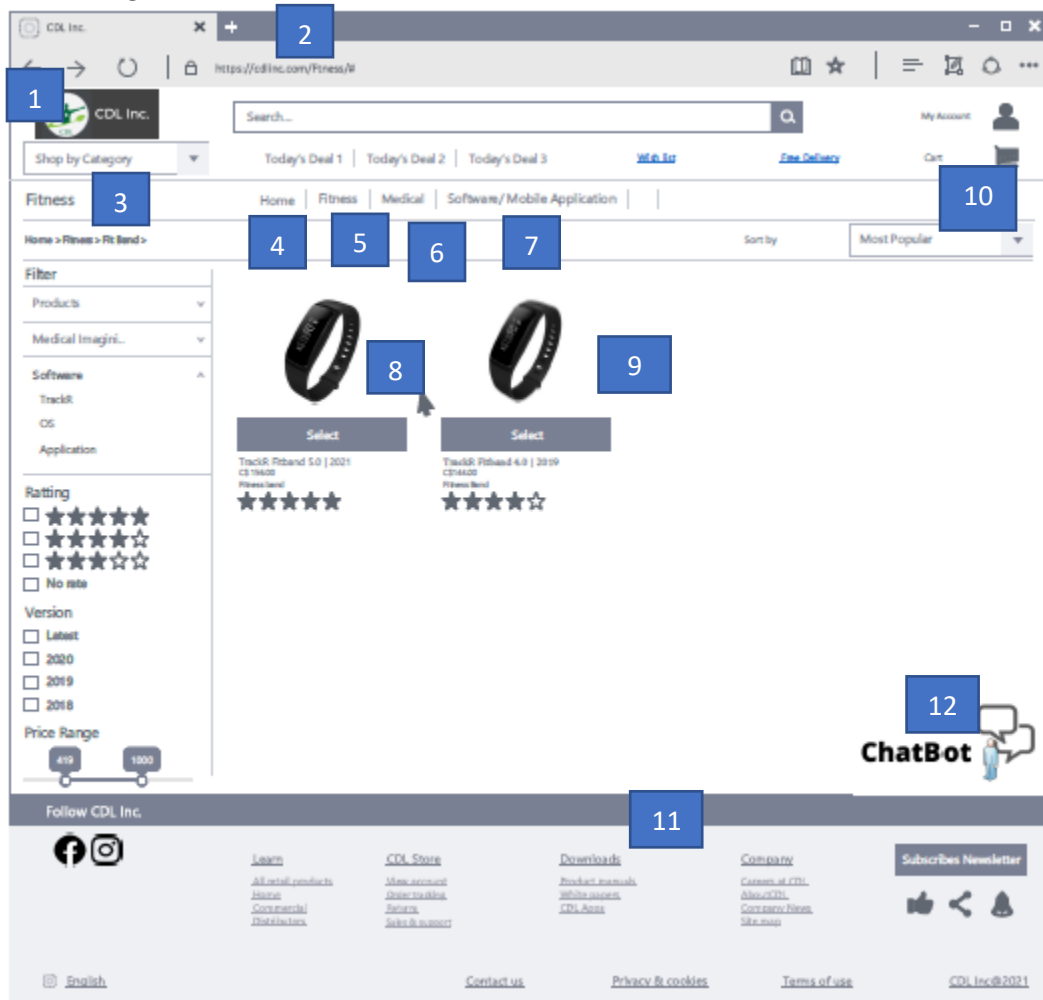 CDL Inc.
2
https://cdlinc.com/Fitness/#
1
CDL Inc.
Search...
My Account
Shop by Category
Today's Deal 1
Today's Deal 2
Today's Deal 3
Wish list
Free Delivery
Cart
Fitness
3
Home
Fitness
Medical
Software/ Mobile Application
10
Home > Fitness > Fit Band >
4
5
6
7
Sort by
Most Popular
Filter
Products
Medical Imagini..
Software
TrackR
OS
Application
8
9
Select
Select
TrackR Fitband 5.0 | 2021
C$
Fitness band
TrackR Fitband 4.0 | 2019
Fitness Band
Ratting
No rate
Version
Latest
2020
2019
2018
Price Range
419
1000
12
ChatBot
Follow CDL Inc.
11
Learn
All retail products
Home
Commercial
Distributors
CDL Store
View account
Order tracking
Returns
Sales & support
Downloads
Product manuals
White papers
CDL Apps
Company
Careers at CDL
About CDL
Company News
Site map
Subscribes Newsletter
English
Contact us
Privacy & cookies
Terms of use
CDL Inc@2021